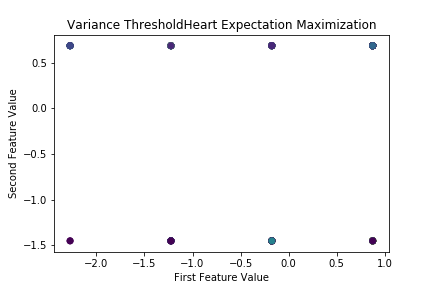 Variance ThresholdHeart Expectation Maximization
0.5
0.0
−0.5
−1.0
−1.5
Second Feature Value
−2.0 −1.5 −1.0 −0.5 0.0 0.5 1.0
First Feature Value